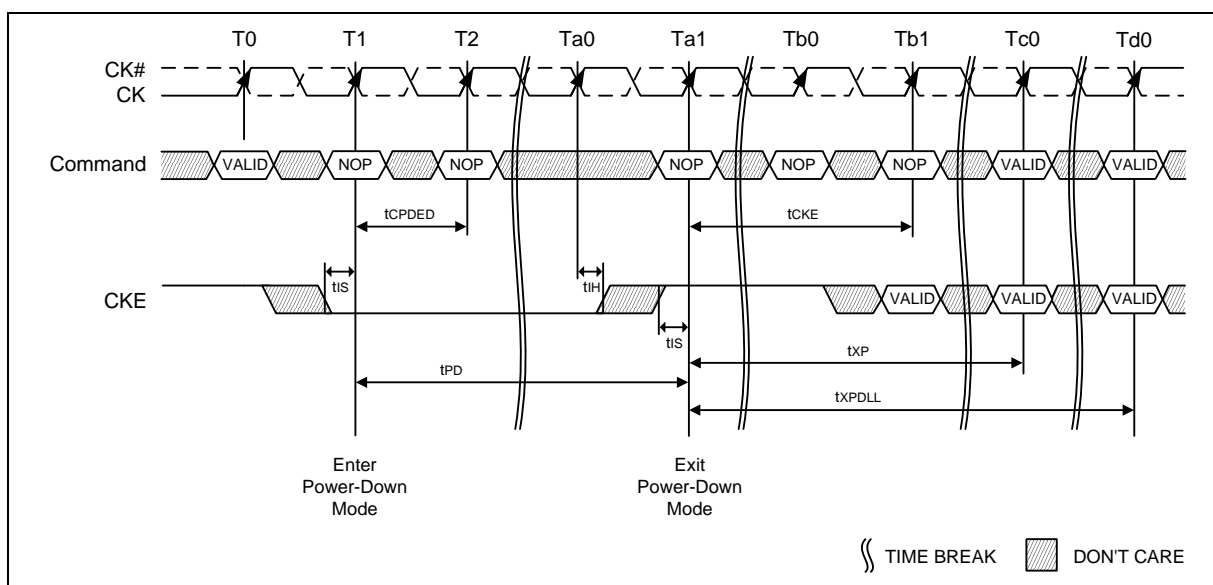 T0 T1 T2 Ta0 Ta1 Tb0 Tb1 Tc0 Td0
CK#
CK
Command VALID NOP NOP NOP NOP NOP VALID VALID
tCPDED tCKE
tIS tIH
CKE VALID VALID VALID
tIS
tXP
tPD
tXPDLL
Enter
Power-Down
Mode
Exit
Power-Down
Mode
TIME BREAK DON'T CARE